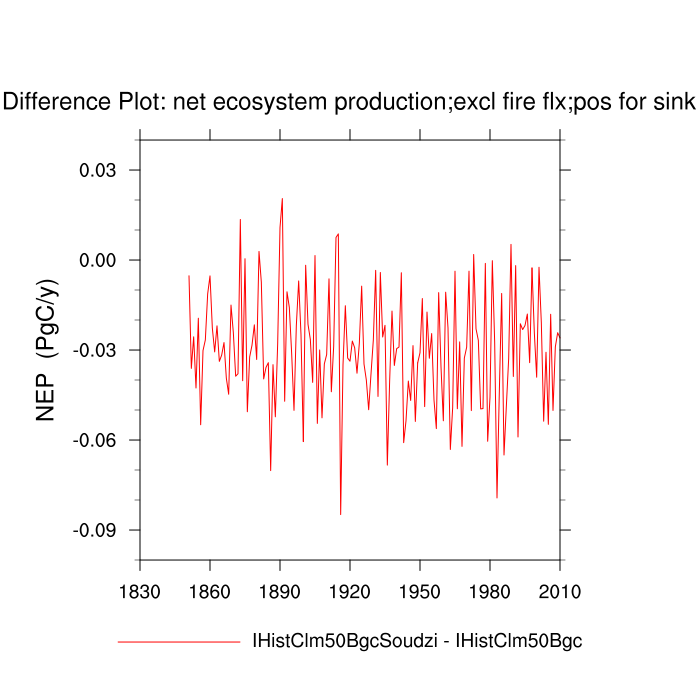 Difference Plot: net ecosystem production;excl fire flx;pos for sink
0.03
0.00
-0.03
-0.06
-0.09
NEP (PgC/y)
1830 1860 1890 1920 1950 1980 2010
IHistClm50BgcSoudzi - IHistClm50Bgc